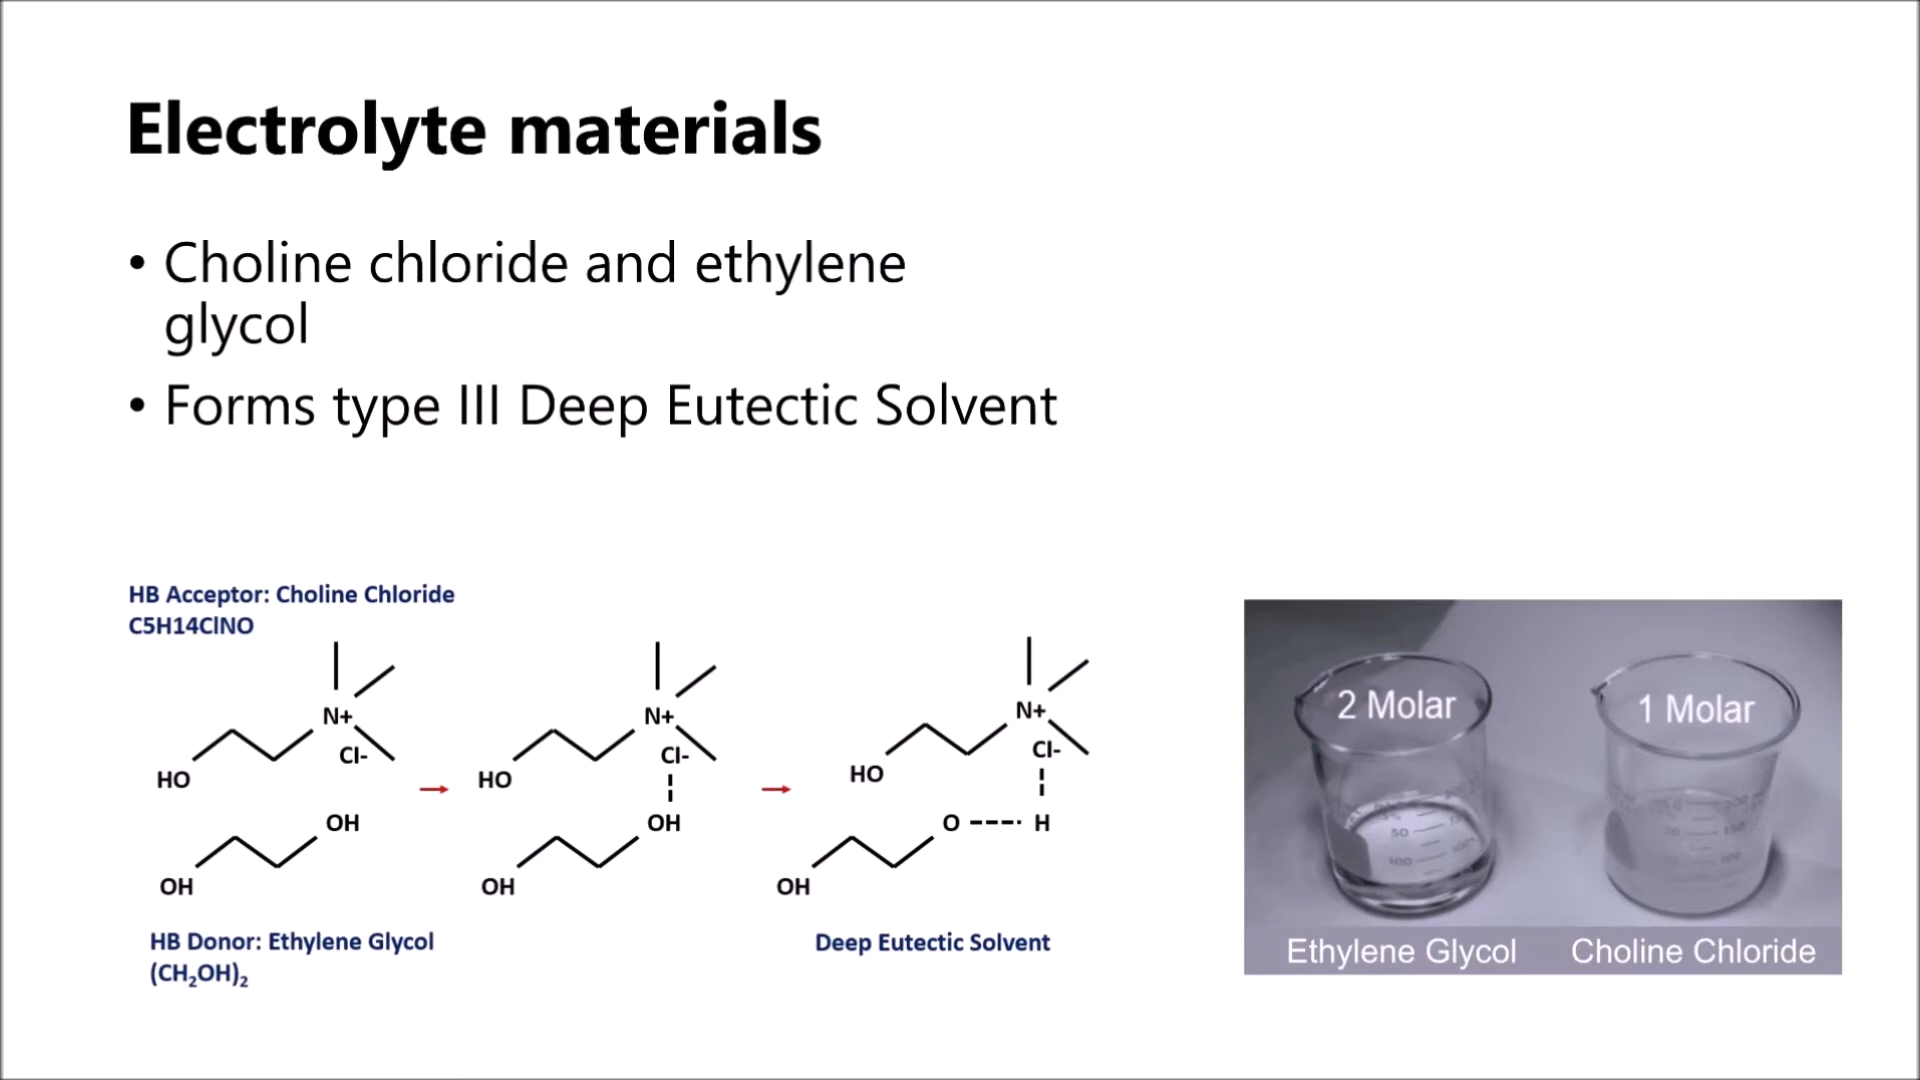 Electrolyte materials
• Choline chloride and ethylene
glycol
• Forms type III Deep Eutectic Solvent
HB Acceptor: Choline Chloride
C5H14ClNO
N+
Cl-
HO
OH
OH
N+
Cl-
HO
OH
OH
N+
Cl-
HO
O
H
OH
HB Donor: Ethylene Glycol
(CH₂OH)₂
Deep Eutectic Solvent
2 Molar
1 Molar
50
100
Ethylene Glycol
Choline Chloride